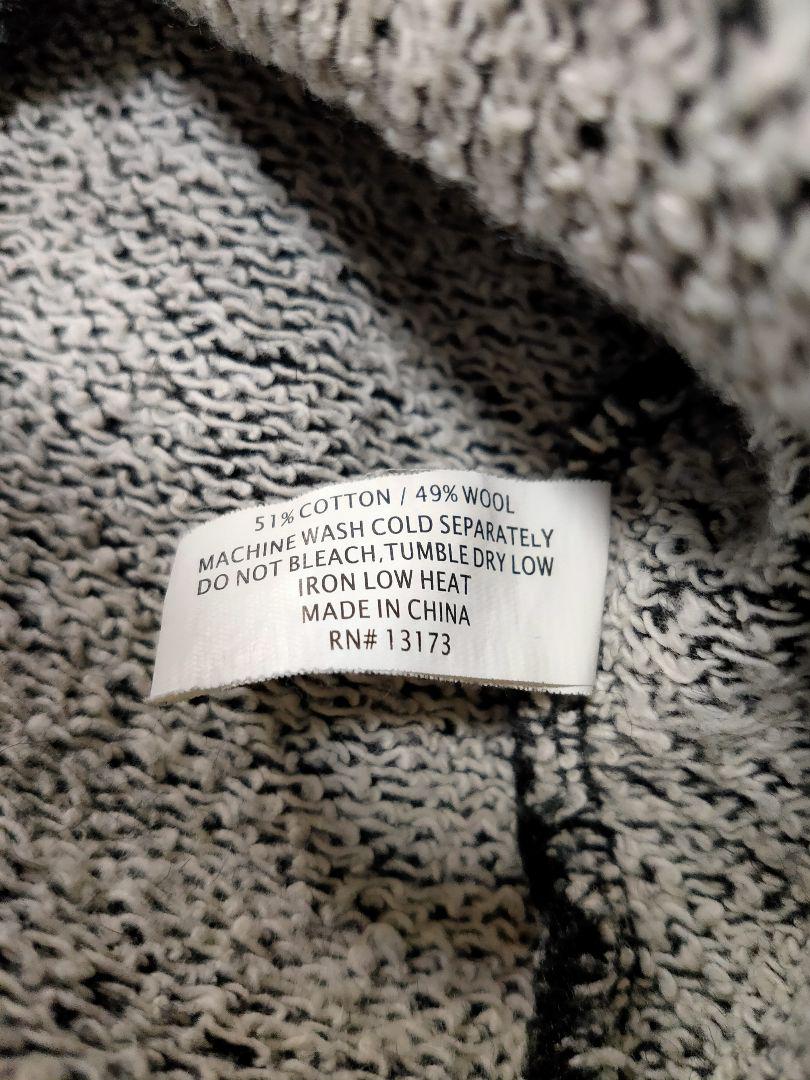 51% COTTON / 49% WOOL
MACHINE WASH COLD SEPARATELY
DO NOT BLEACH,TUMBLE DRY LOW
IRON LOW HEAT
MADE IN CHINA
RN# 13173